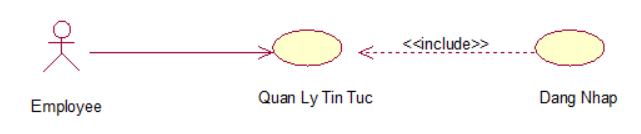 <<include>>
Employee
Quan Ly Tin Tuc
Dang Nhap